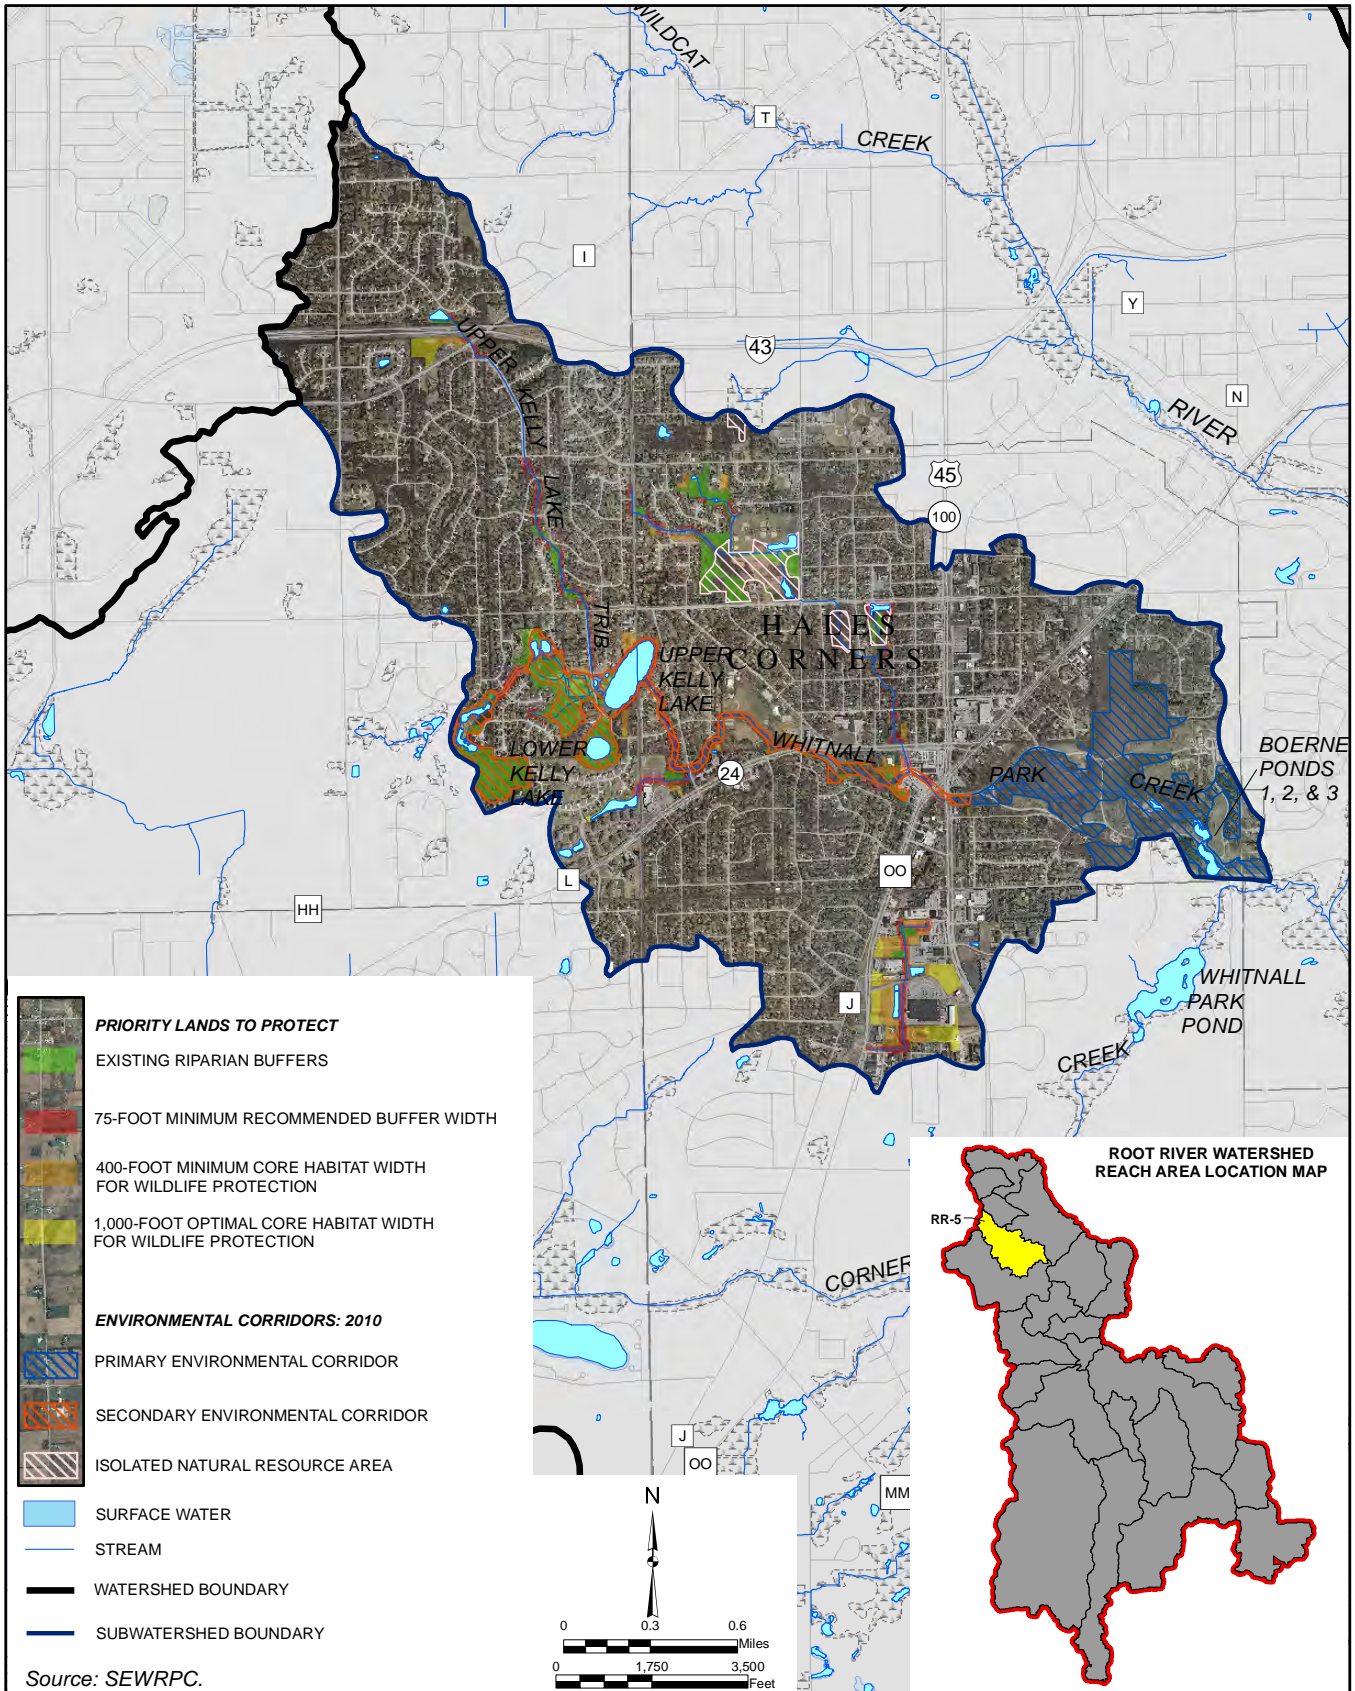 WILDCAT
T
CREEK
I
43
Y
N
RIVER
45
100
UPPER KELLY LAKE TRIB
HALES
CORNERS
UPPER
KELLY
LAKE
LOWER
KELLY
LAKE
24
WHITNALL
PARK
CREEK
BOERNE
PONDS
1, 2, & 3
OO
L
HH
J
WHITNALL
PARK
POND
CREEK
CORNER
J
OO
MM
PRIORITY LANDS TO PROTECT
EXISTING RIPARIAN BUFFERS
75-FOOT MINIMUM RECOMMENDED BUFFER WIDTH
400-FOOT MINIMUM CORE HABITAT WIDTH
FOR WILDLIFE PROTECTION
1,000-FOOT OPTIMAL CORE HABITAT WIDTH
FOR WILDLIFE PROTECTION
ENVIRONMENTAL CORRIDORS: 2010
PRIMARY ENVIRONMENTAL CORRIDOR
SECONDARY ENVIRONMENTAL CORRIDOR
ISOLATED NATURAL RESOURCE AREA
SURFACE WATER
STREAM
WATERSHED BOUNDARY
SUBWATERSHED BOUNDARY
Source: SEWRPC.
N
0 0.3 0.6
Miles
0 1,750 3,500
Feet
ROOT RIVER WATERSHED
REACH AREA LOCATION MAP
RR-5